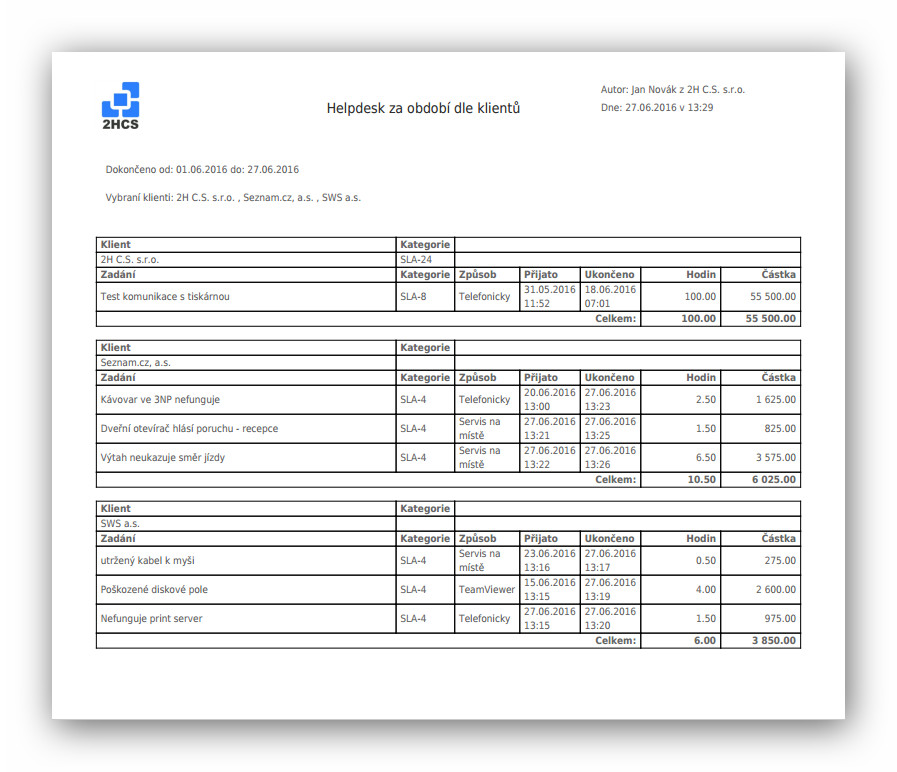 2HCS
Helpdesk za období dle klientů
Autor: Jan Novák z 2H C.S. s.r.o.
Dne: 27.06.2016 v 13:29
Dokončeno od: 01.06.2016 do: 27.06.2016
Vybraní klienti: 2H C.S. s.r.o. , Seznam.cz, a.s. , SWS a.s.
Klient Kategorie
2H C.S. s.r.o. SLA-24
Zadání Kategorie Způsob Přijato Ukončeno Hodin Částka
Test komunikace s tiskárnou SLA-8 Telefonicky 31.05.2016 11:52 18.06.2016 07:01 100.00 55 500.00
Celkem: 100.00 55 500.00
Klient Kategorie
Seznam.cz, a.s.
Zadání Kategorie Způsob Přijato Ukončeno Hodin Částka
Kávovar ve 3NP nefunguje SLA-4 Telefonicky 20.06.2016 13:00 27.06.2016 13:23 2.50 1 625.00
Dveřní otevírač hlásí poruchu - recepce SLA-4 Servis na místě 27.06.2016 13:21 27.06.2016 13:25 1.50 825.00
Výtah neukazuje směr jízdy SLA-4 Servis na místě 27.06.2016 13:22 27.06.2016 13:26 6.50 3 575.00
Celkem: 10.50 6 025.00
Klient Kategorie
SWS a.s.
Zadání Kategorie Způsob Přijato Ukončeno Hodin Částka
utržený kabel k myši SLA-4 Servis na místě 23.06.2016 13:16 27.06.2016 13:17 0.50 275.00
Poškozené diskové pole SLA-4 TeamViewer 15.06.2016 13:15 27.06.2016 13:19 4.00 2 600.00
Nefunguje print server SLA-4 Telefonicky 27.06.2016 13:15 27.06.2016 13:20 1.50 975.00
Celkem: 6.00 3 850.00